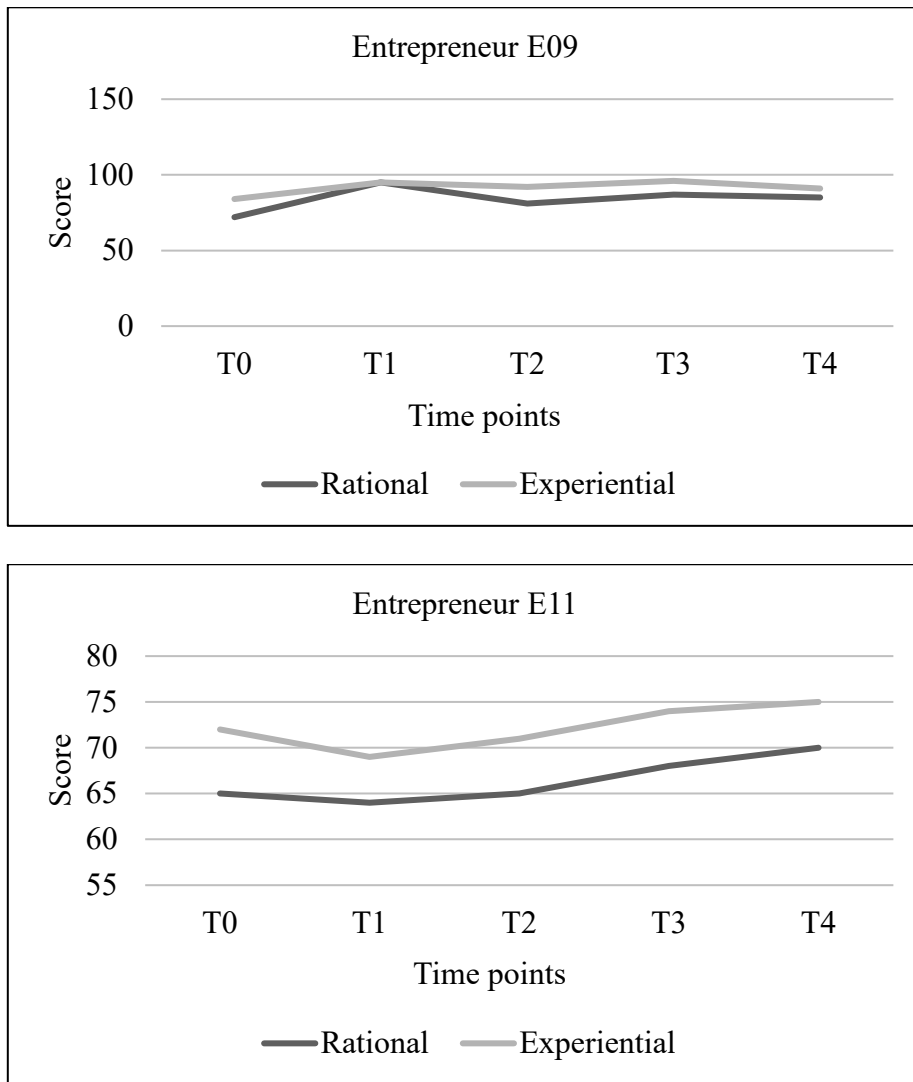 Entrepreneur E09
150
100
50
0
Score
T0 T1 T2 T3 T4
Time points
Rational Experiential
Entrepreneur E11
80
75
70
65
60
55
Score
T0 T1 T2 T3 T4
Time points
Rational Experiential